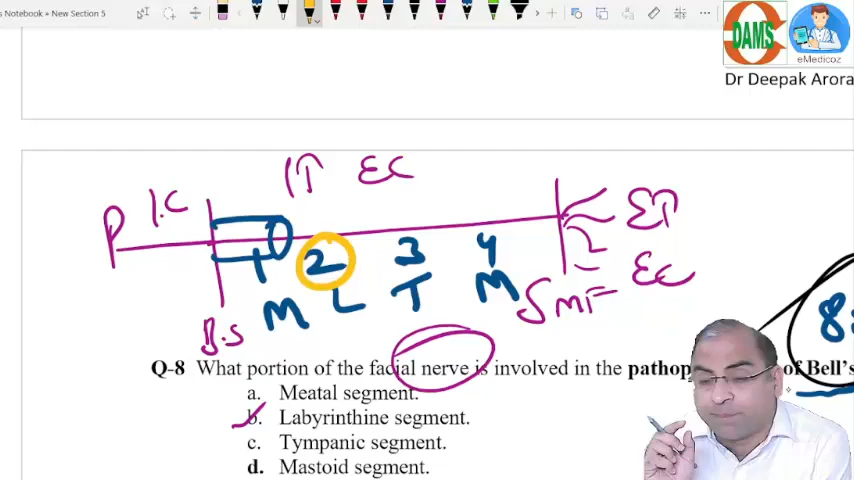 s Notebook » New Section 5
DAMS
eMedicoz
Dr Deepak Arora
IT EC
P I.C
ET
1 2 3 4
M L T M
EC
B.S
SMF
8
Q-8 What portion of the facial nerve is involved in the pathop of Bell's
a. Meatal segment.
b. Labyrinthine segment.
c. Tympanic segment.
d. Mastoid segment.